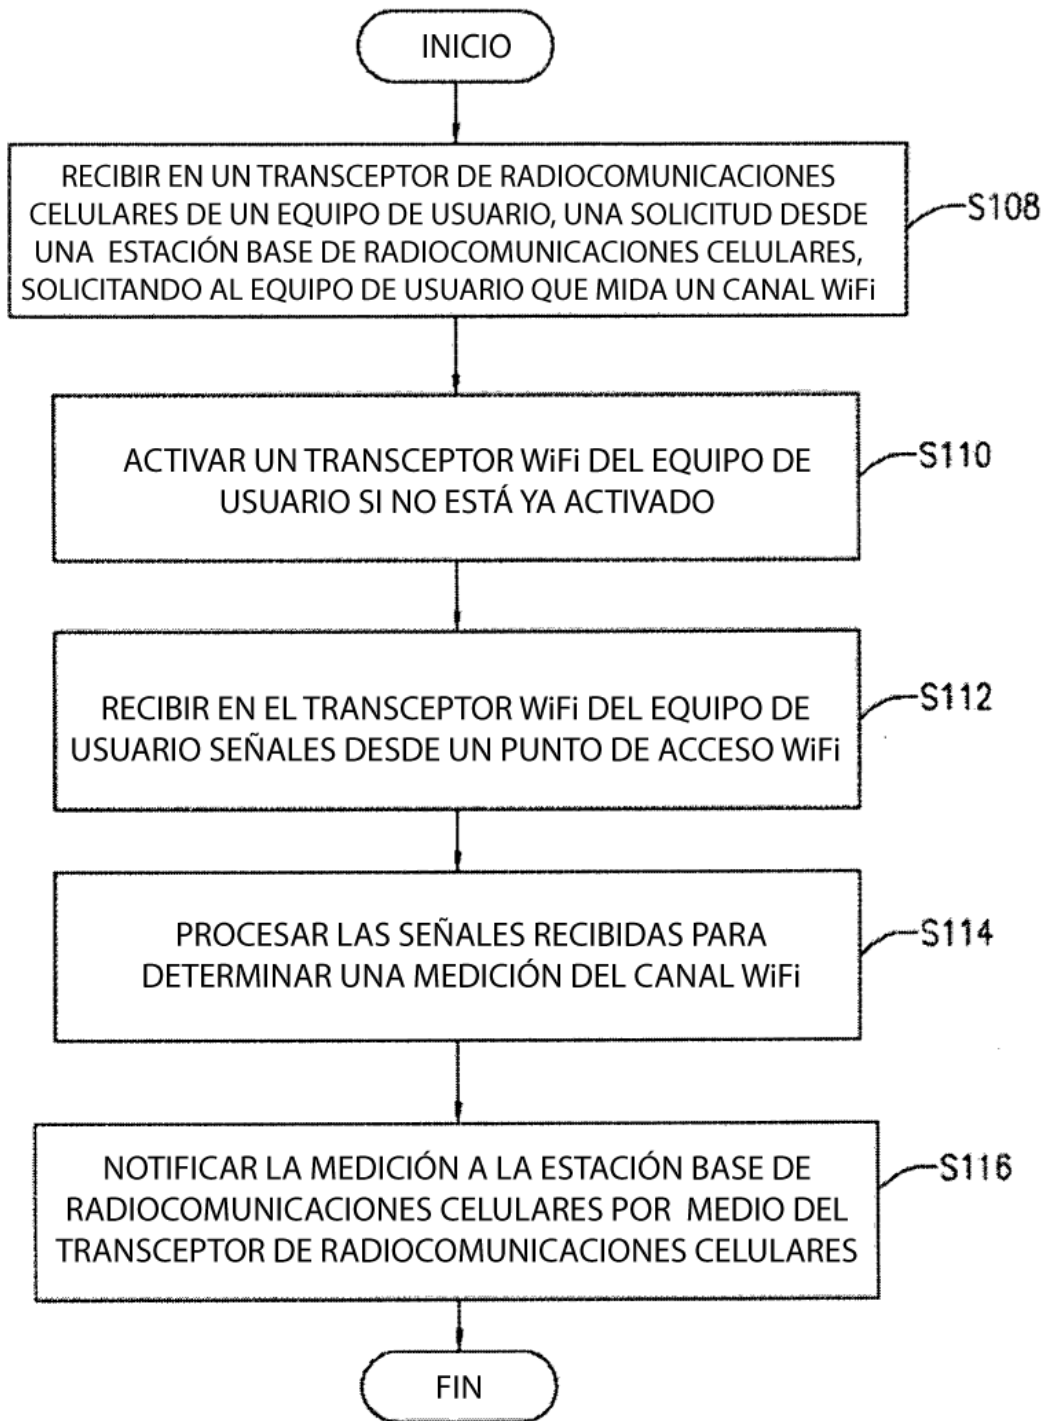 INICIO
RECIBIR EN UN TRANSCEPTOR DE RADIOCOMUNICACIONES
CELULARES DE UN EQUIPO DE USUARIO, UNA SOLICITUD DESDE
UNA ESTACIÓN BASE DE RADIOCOMUNICACIONES CELULARES,
SOLICITANDO AL EQUIPO DE USUARIO QUE MIDA UN CANAL WiFi
S108
ACTIVAR UN TRANSCEPTOR WiFi DEL EQUIPO DE
USUARIO SI NO ESTÁ YA ACTIVADO
S110
RECIBIR EN EL TRANSCEPTOR WiFi DEL EQUIPO DE
USUARIO SEÑALES DESDE UN PUNTO DE ACCESO WiFi
S112
PROCESAR LAS SEÑALES RECIBIDAS PARA
DETERMINAR UNA MEDICIÓN DEL CANAL WiFi
S114
NOTIFICAR LA MEDICIÓN A LA ESTACIÓN BASE DE
RADIOCOMUNICACIONES CELULARES POR MEDIO DEL
TRANSCEPTOR DE RADIOCOMUNICACIONES CELULARES
S116
FIN